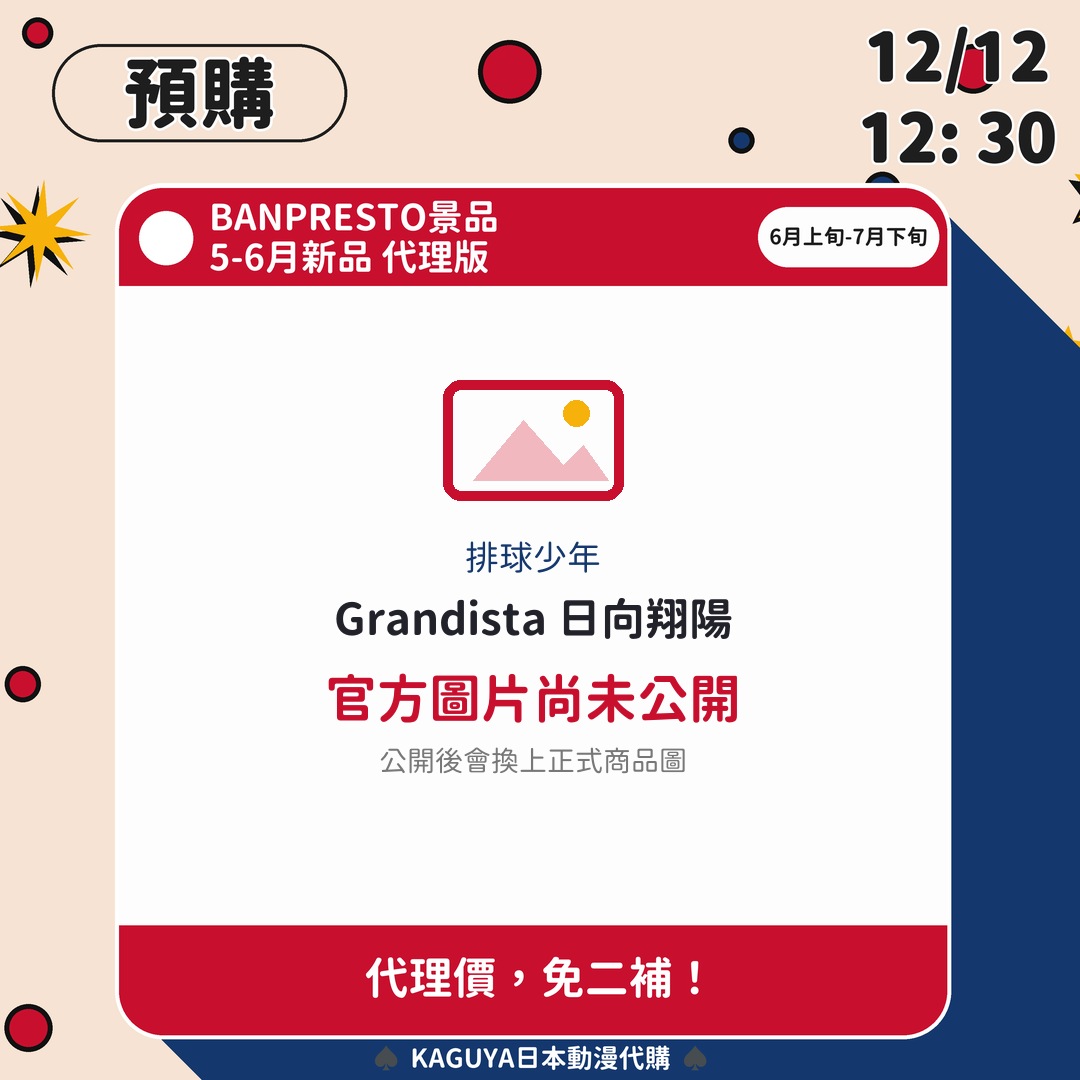 預購
12/12
12: 30
BANPRESTO景品
5-6月新品 代理版
6月上旬-7月下旬
排球少年
Grandista 日向翔陽
官方圖片尚未公開
公開後會換上正式商品圖
代理價，免二補！
♠ KAGUYA日本動漫代購 ♠